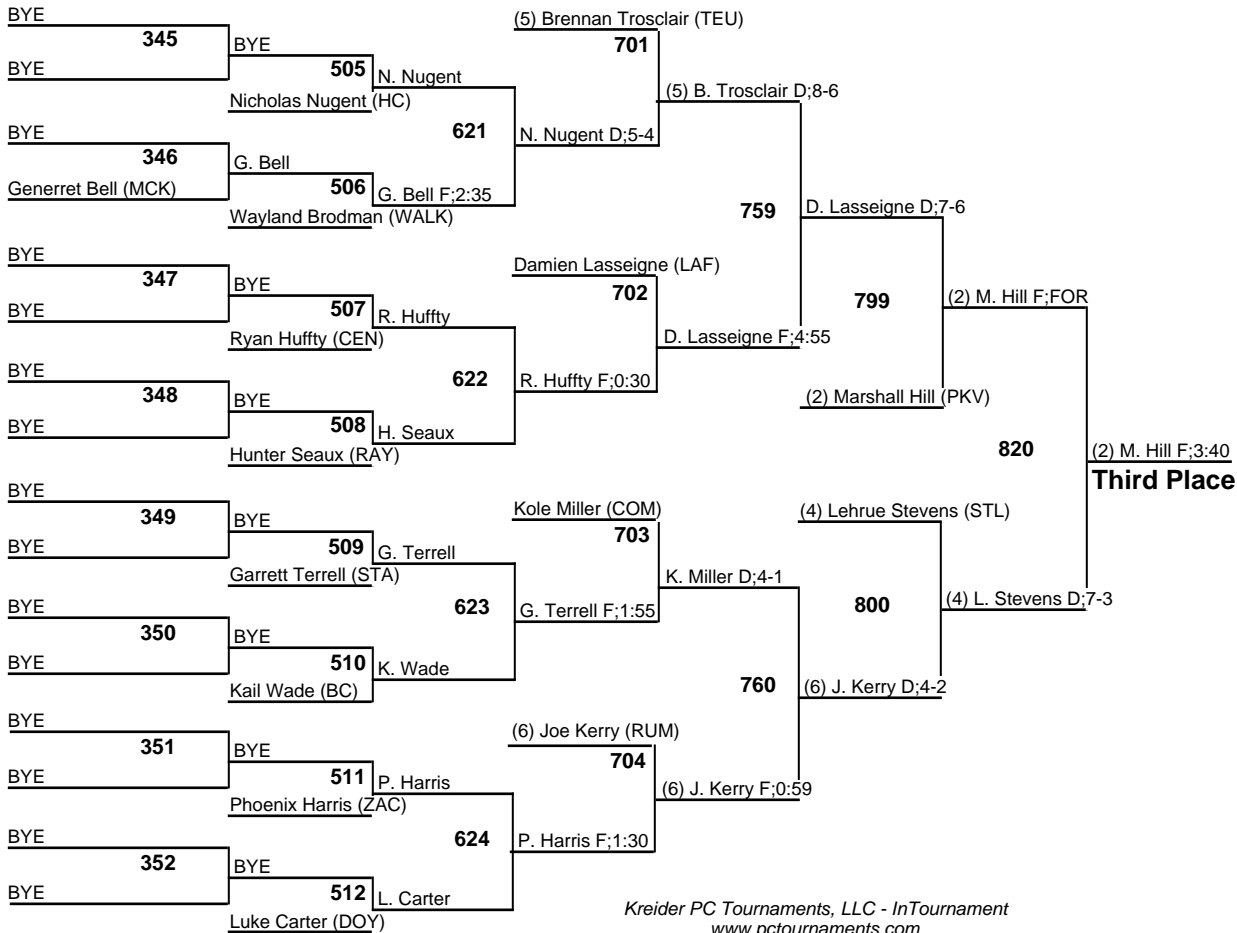 BYE
345
BYE
BYE
505
Nicholas Nugent (HC)
N. Nugent
BYE
346
Generret Bell (MCK)
G. Bell
506
Wayland Brodman (WALK)
G. Bell F;2:35
621
N. Nugent D;5-4
(5) Brennan Trosclair (TEU)
701
(5) B. Trosclair D;8-6
BYE
347
BYE
BYE
507
Ryan Huffty (CEN)
R. Huffty
BYE
348
BYE
BYE
508
Hunter Seaux (RAY)
H. Seaux
622
R. Huffty F;0:30
Damien Lasseigne (LAF)
702
D. Lasseigne F;4:55
759
D. Lasseigne D;7-6
799
(2) Marshall Hill (PKV)
(2) M. Hill F;FOR
BYE
349
BYE
BYE
509
Garrett Terrell (STA)
G. Terrell
BYE
350
BYE
BYE
510
Kail Wade (BC)
K. Wade
623
G. Terrell F;1:55
Kole Miller (COM)
703
K. Miller D;4-1
BYE
351
BYE
BYE
511
Phoenix Harris (ZAC)
P. Harris
BYE
352
BYE
BYE
512
Luke Carter (DOY)
L. Carter
624
P. Harris F;1:30
(6) Joe Kerry (RUM)
704
(6) J. Kerry F;0:59
760
(6) J. Kerry D;4-2
(4) Lehrue Stevens (STL)
800
(4) L. Stevens D;7-3
820
(2) M. Hill F;3:40
Third Place
Kreider PC Tournaments, LLC - InTournament
www.pctournaments.com